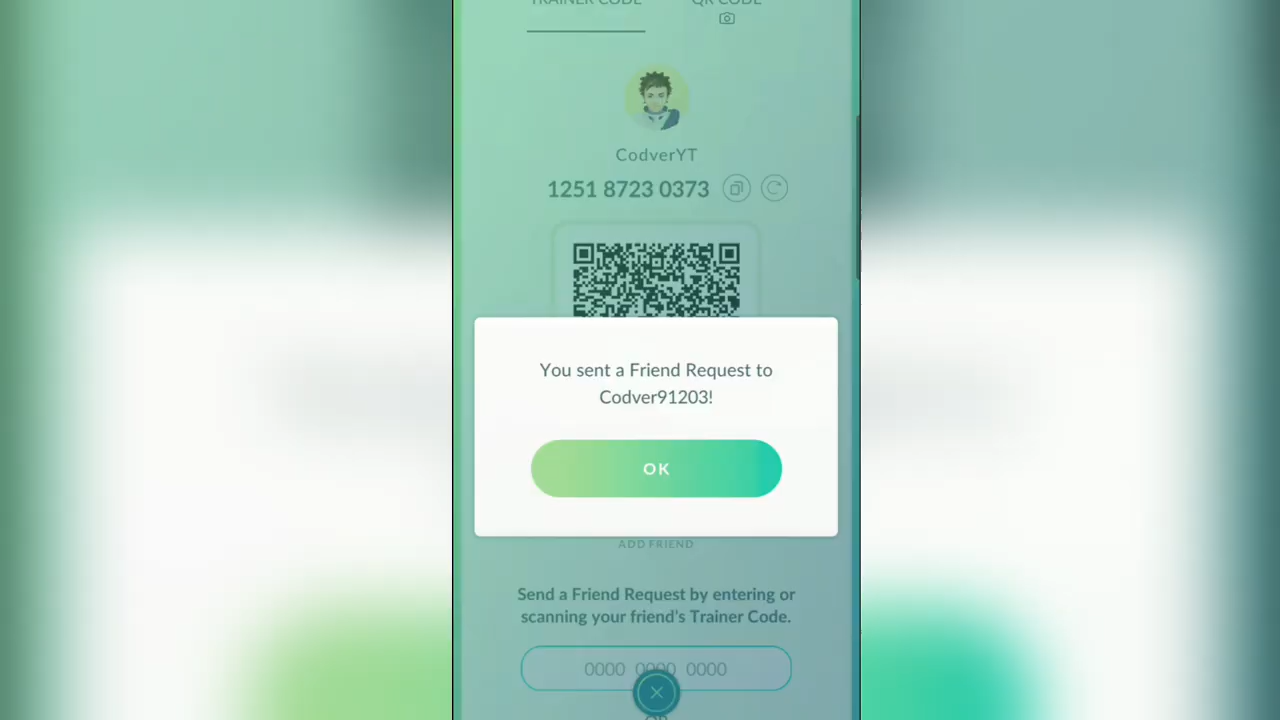 TRAINER CODE
QR CODE
CodverYT
1251 8723 0373
You sent a Friend Request to
Codver91203!
OK
ADD FRIEND
Send a Friend Request by entering or
scanning your friend's Trainer Code.
0000 0000 0000
OR